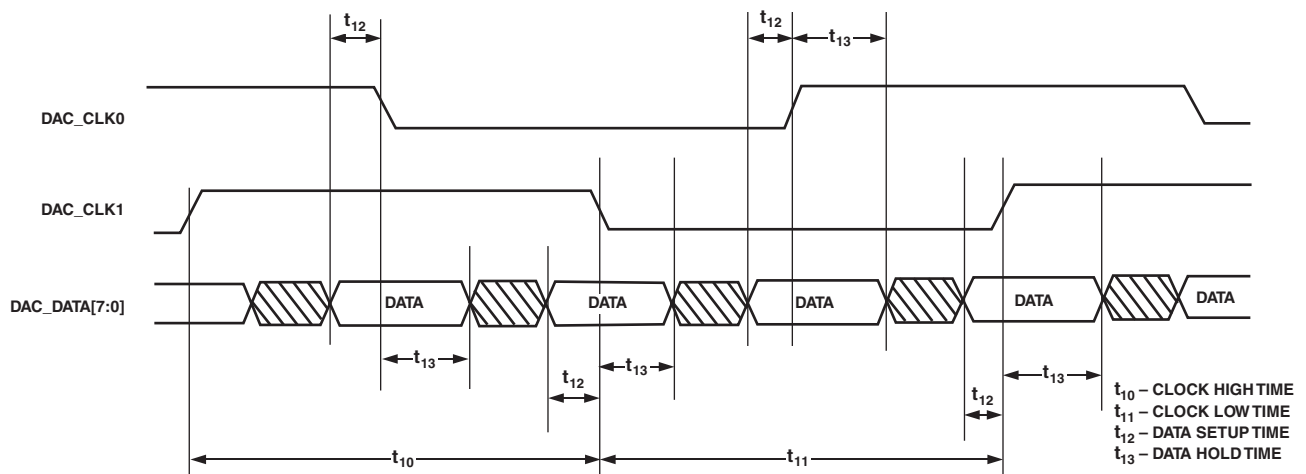 t12
t12
t13
DAC_CLK0
DAC_CLK1
DAC_DATA[7:0]
DATA
DATA
DATA
DATA
DATA
t13
t12
t13
t12
t13
t10
t11
t10 – CLOCK HIGH TIME
t11 – CLOCK LOW TIME
t12 – DATA SETUP TIME
t13 – DATA HOLD TIME